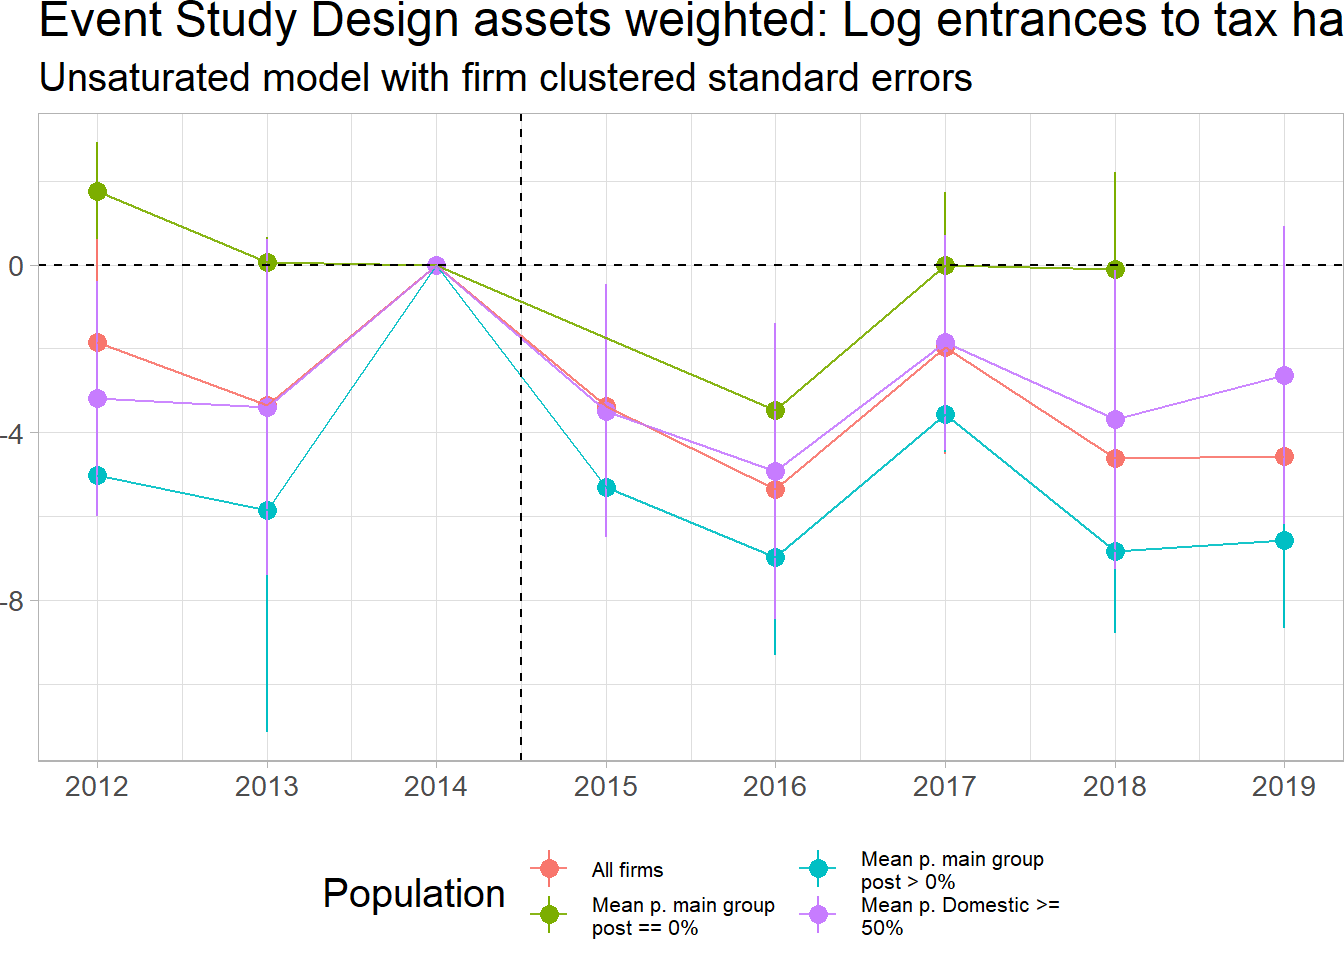 Event Study Design assets weighted: Log entrances to tax ha
Unsaturated model with firm clustered standard errors
0
-4
-8
2012 2013 2014 2015 2016 2017 2018 2019
Population
All firms
Mean p. main group
post == 0%
Mean p. main group
post > 0%
Mean p. Domestic >=
50%